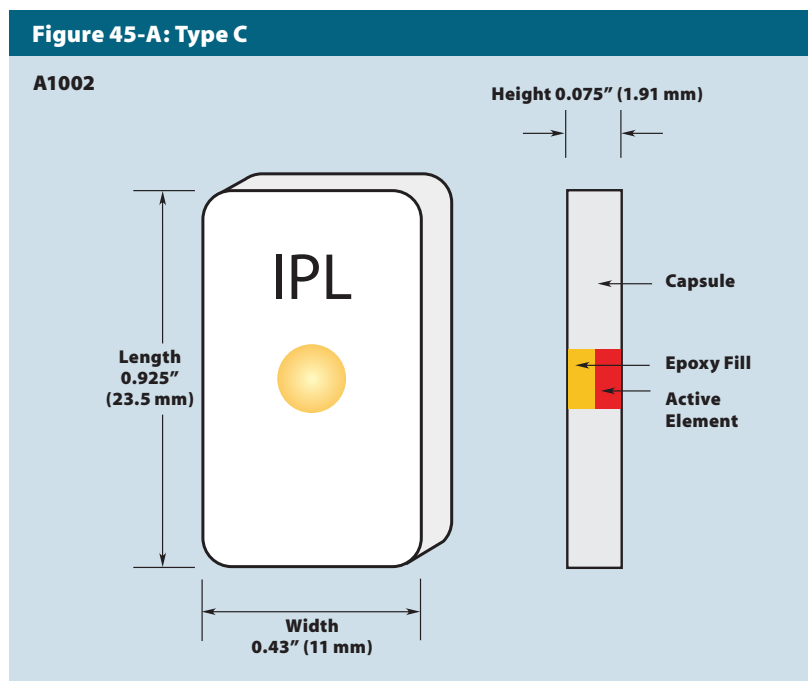 Figure 45-A: Type C
A1002
Height 0.075” (1.91 mm)
IPL
Length
0.925”
(23.5 mm)
Width
0.43” (11 mm)
Capsule
Epoxy Fill
Active
Element